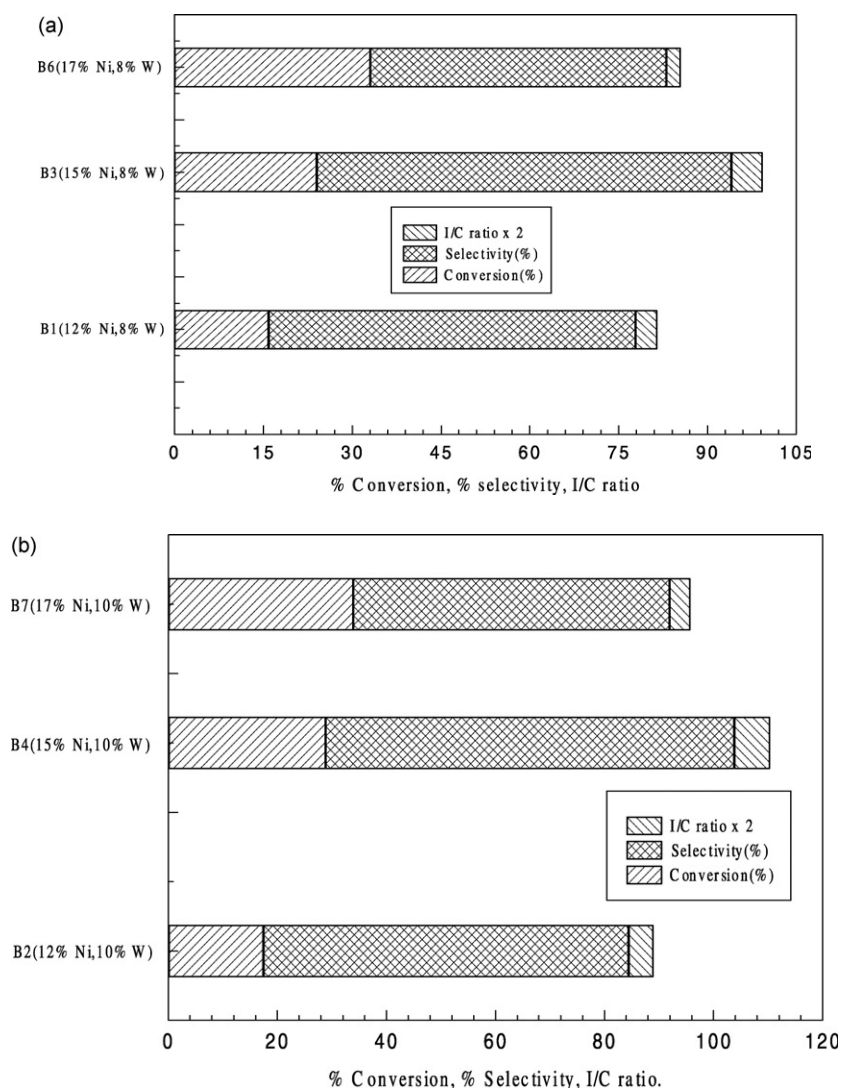 (a)
B6(17% Ni,8% W)
B3(15% Ni,8% W)
I/C ratio x 2
Selectivity(%)
Conversion(%)
B1(12% Ni,8% W)
0 15 30 45 60 75 90 105
% Conversion, % selectivity, I/C ratio
(b)
B7(17% Ni,10% W)
B4(15% Ni,10% W)
I/C ratio x 2
Selectivity(%)
Conversion(%)
B2(12% Ni,10% W)
0 20 40 60 80 100 120
% Conversion, % Selectivity, I/C ratio.